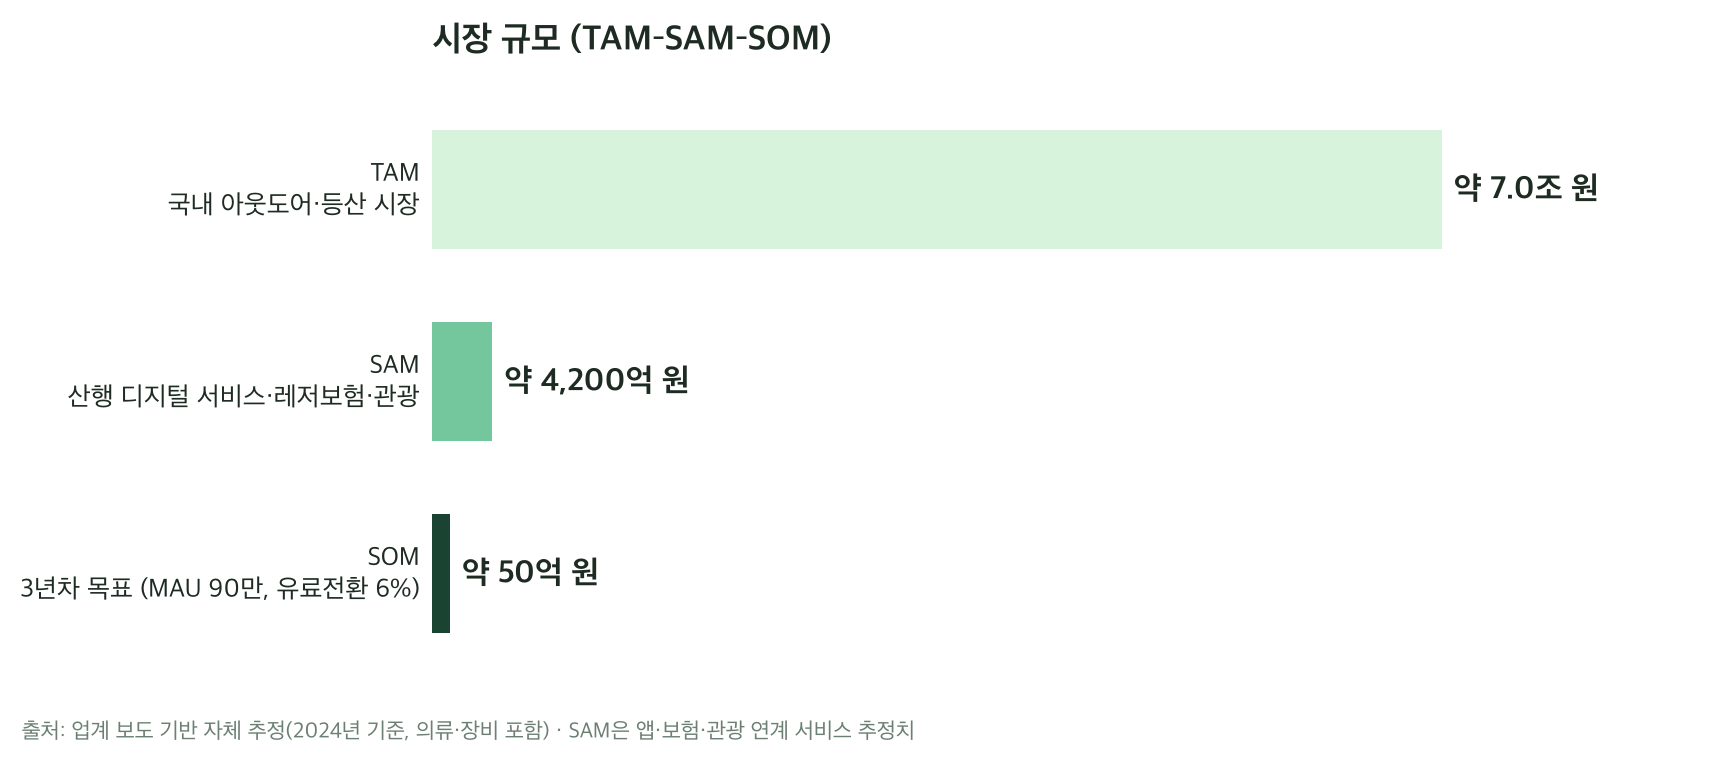 시장 규모 (TAM-SAM-SOM)
TAM
국내 아웃도어·등산 시장
약 7.0조 원
SAM
산행 디지털 서비스·레저보험·관광
약 4,200억 원
SOM
3년차 목표 (MAU 90만, 유료전환 6%)
약 50억 원
출처: 업계 보도 기반 자체 추정(2024년 기준, 의류·장비 포함) · SAM은 앱·보험·관광 연계 서비스 추정치